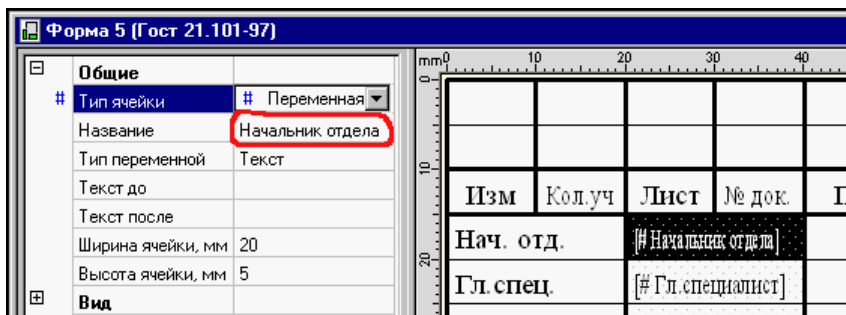 Форма 5 (Гост 21.101-97)
Общие
# Тип ячейки # Переменная
Название Начальник отдела
Тип переменной Текст
Текст до
Текст после
Ширина ячейки, мм 20
Высота ячейки, мм 5
Вид
mm 0 10 20 30 40
0
10
20
Изм Кол.уч Лист № док.
Нач. отд. [# Начальник отдела]
Гл.спец. [# Гл.специалист]